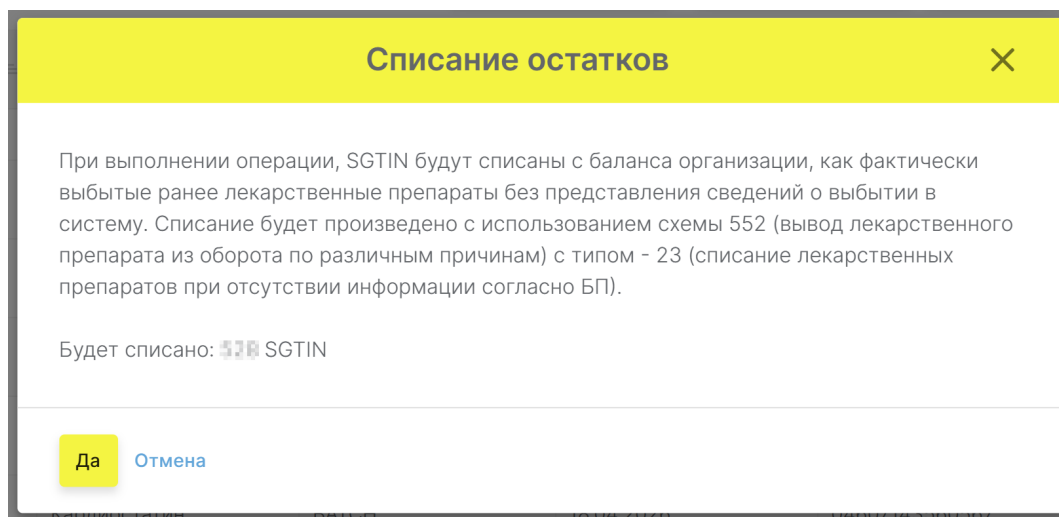 Списание остатков
При выполнении операции, SGTIN будут списаны с баланса организации, как фактически
выбытые ранее лекарственные препараты без представления сведений о выбытии в
систему. Списание будет произведено с использованием схемы 552 (вывод лекарственного
препарата из оборота по различным причинам) с типом - 23 (списание лекарственных
препаратов при отсутствии информации согласно БП).
Будет списано: SGTIN
Да Отмена